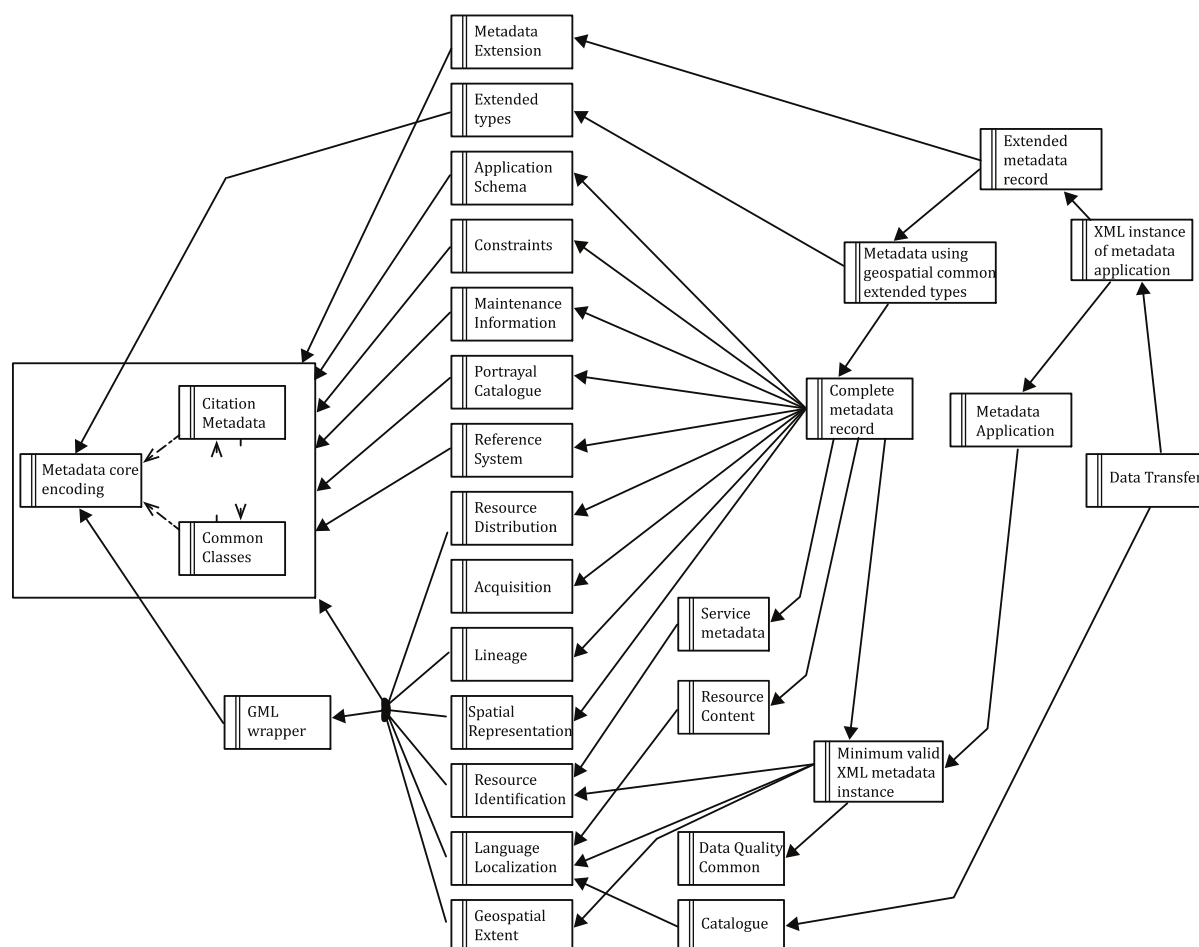 Metadata
Extension
Extended
types
Application
Schema
Constraints
Maintenance
Information
Portrayal
Catalogue
Reference
System
Resource
Distribution
Acquisition
Lineage
Spatial
Representation
Resource
Identification
Language
Localization
Geospatial
Extent
Citation
Metadata
Metadata core
encoding
Common
Classes
GML
wrapper
Extended
metadata
record
XML instance
of metadata
application
Metadata using
geospatial common
extended types
Complete
metadata
record
Metadata
Application
Data Transfer
Service
metadata
Resource
Content
Minimum valid
XML metadata
instance
Data Quality
Common
Catalogue